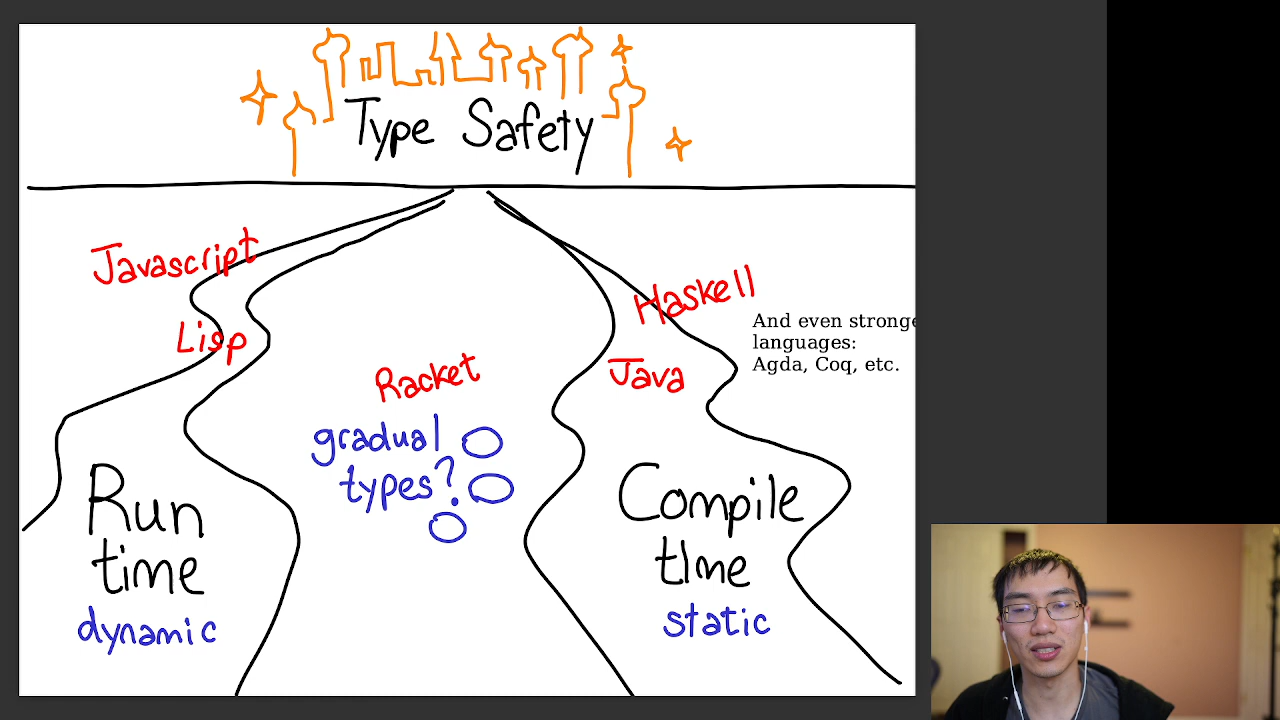 Type Safety
Javascript
Lisp
Haskell
And even stronge
languages:
Agda, Coq, etc.
Java
Racket
gradual
types?
Run
time
dynamic
Compile
tIme
static